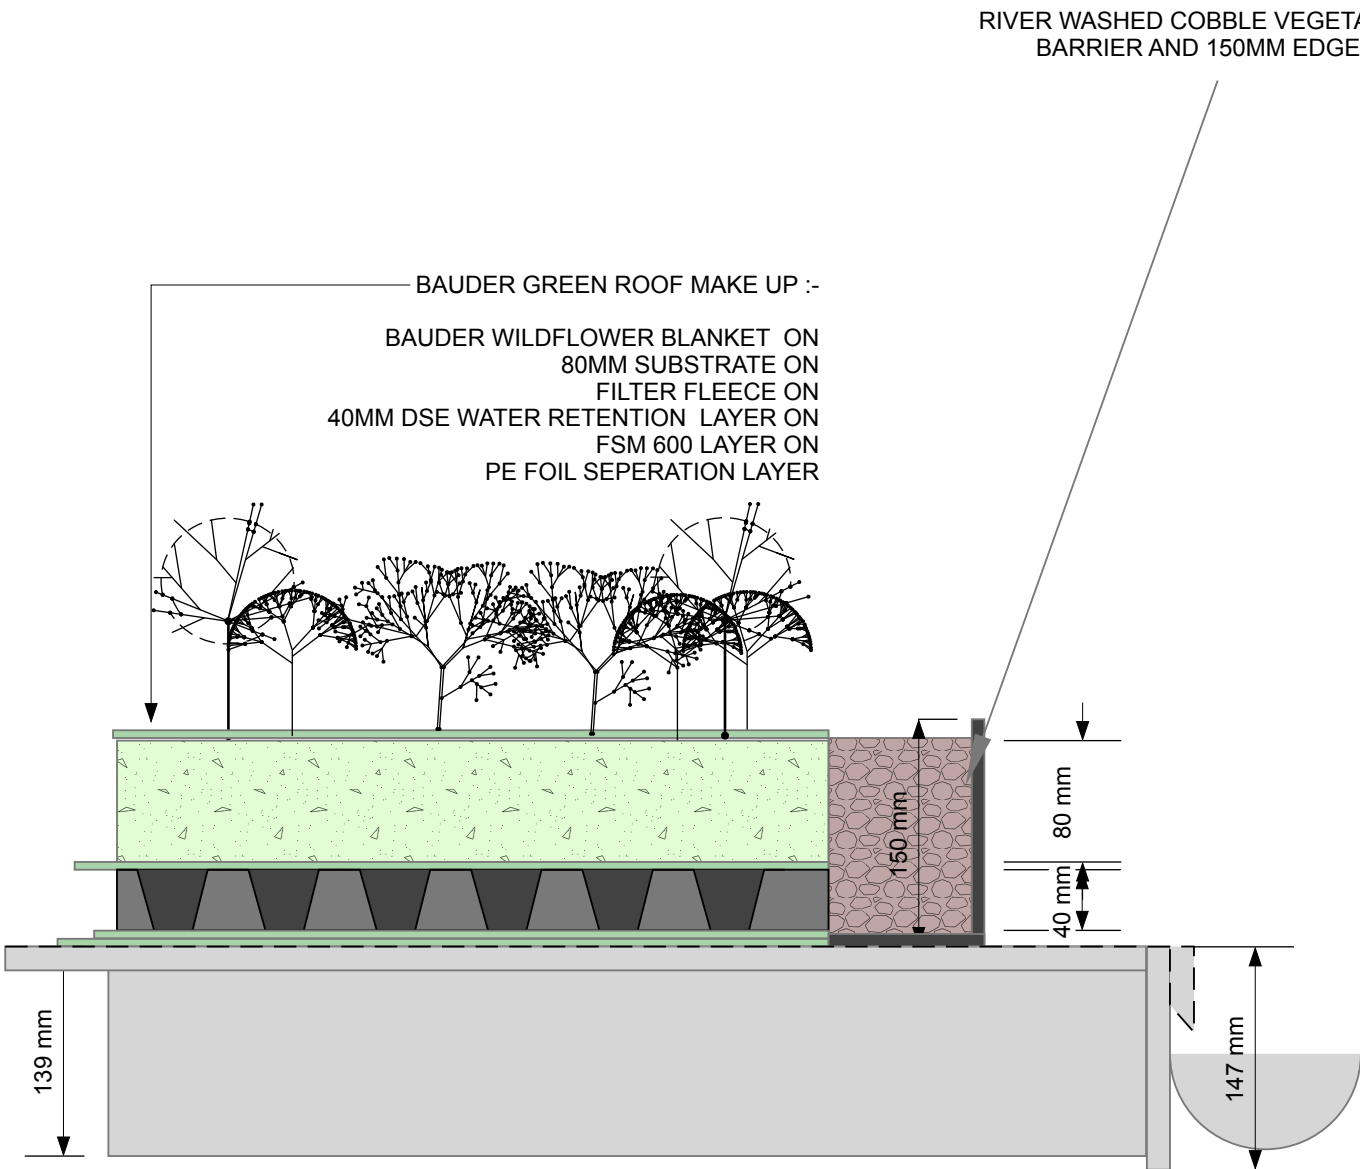 RIVER WASHED COBBLE VEGETA
BARRIER AND 150MM EDGE
BAUDER GREEN ROOF MAKE UP :-
BAUDER WILDFLOWER BLANKET ON
80MM SUBSTRATE ON
FILTER FLEECE ON
40MM DSE WATER RETENTION LAYER ON
FSM 600 LAYER ON
PE FOIL SEPERATION LAYER
150 mm
80 mm
40 mm
139 mm
147 mm